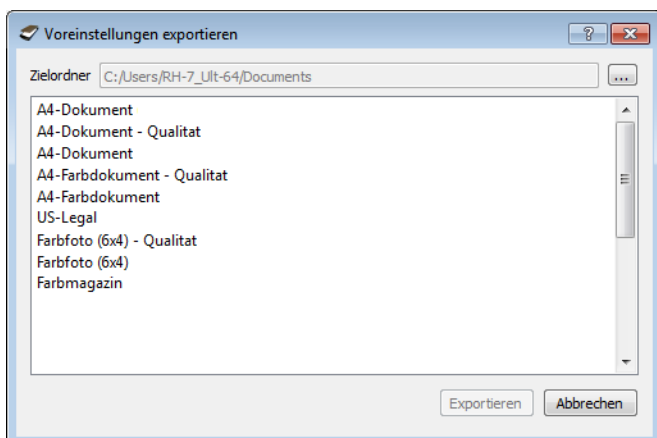 Voreinstellungen exportieren
?
Zielordner C:/Users/RH-7_Ult-64/Documents ...
A4-Dokument
A4-Dokument - Qualitat
A4-Dokument
A4-Farbdokument - Qualitat
A4-Farbdokument
US-Legal
Farbfoto (6x4) - Qualitat
Farbfoto (6x4)
Farbmagazin
Exportieren Abbrechen